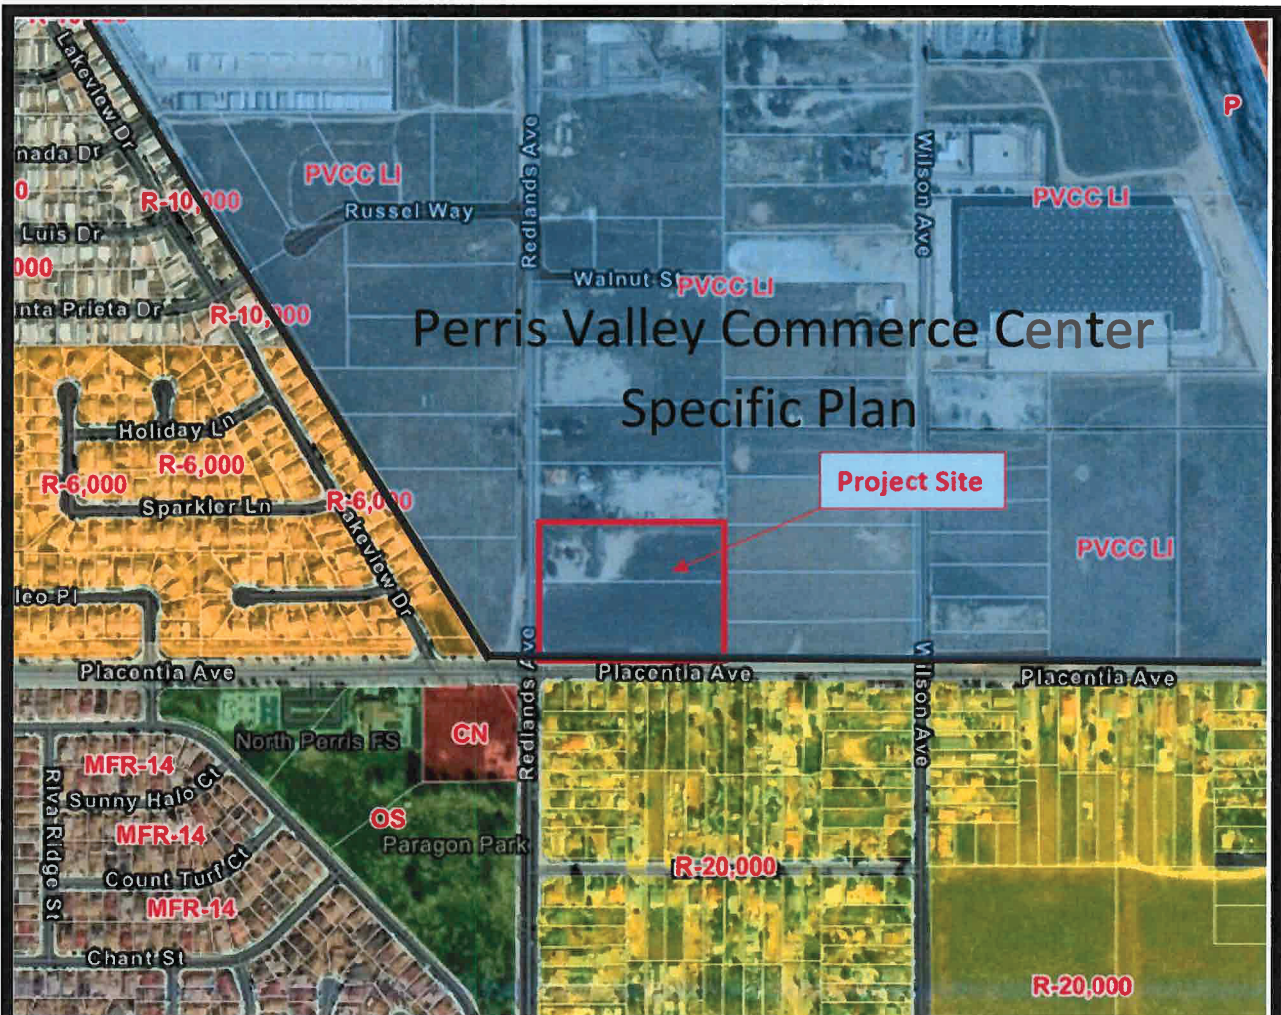 Lakeview Dr
P
nada Dr
PVCC LI
Redlands Ave
Wilson Ave
0
R-10,000
Russel Way
PVCC LI
Luis Dr
000
Walnut St
PVCC LI
nta Prieta Dr
R-10,000
Perris Valley Commerce Center
Specific Plan
Holiday Ln
R-6,000
R-6,000
Project Site
Sparkler Ln
R-6,000
Lakeview Dr
PVCC LI
leo Pl
Placentia Ave
Redlands Ave
Placentia Ave
Wilson Ave
Placentia Ave
North Perris FS
CN
MFR-14
Riva Ridge St
Sunny Halo Ct
MFR-14
OS
Paragon Park
Count Turf Ct
R-20,000
MFR-14
Chant St
R-20,000